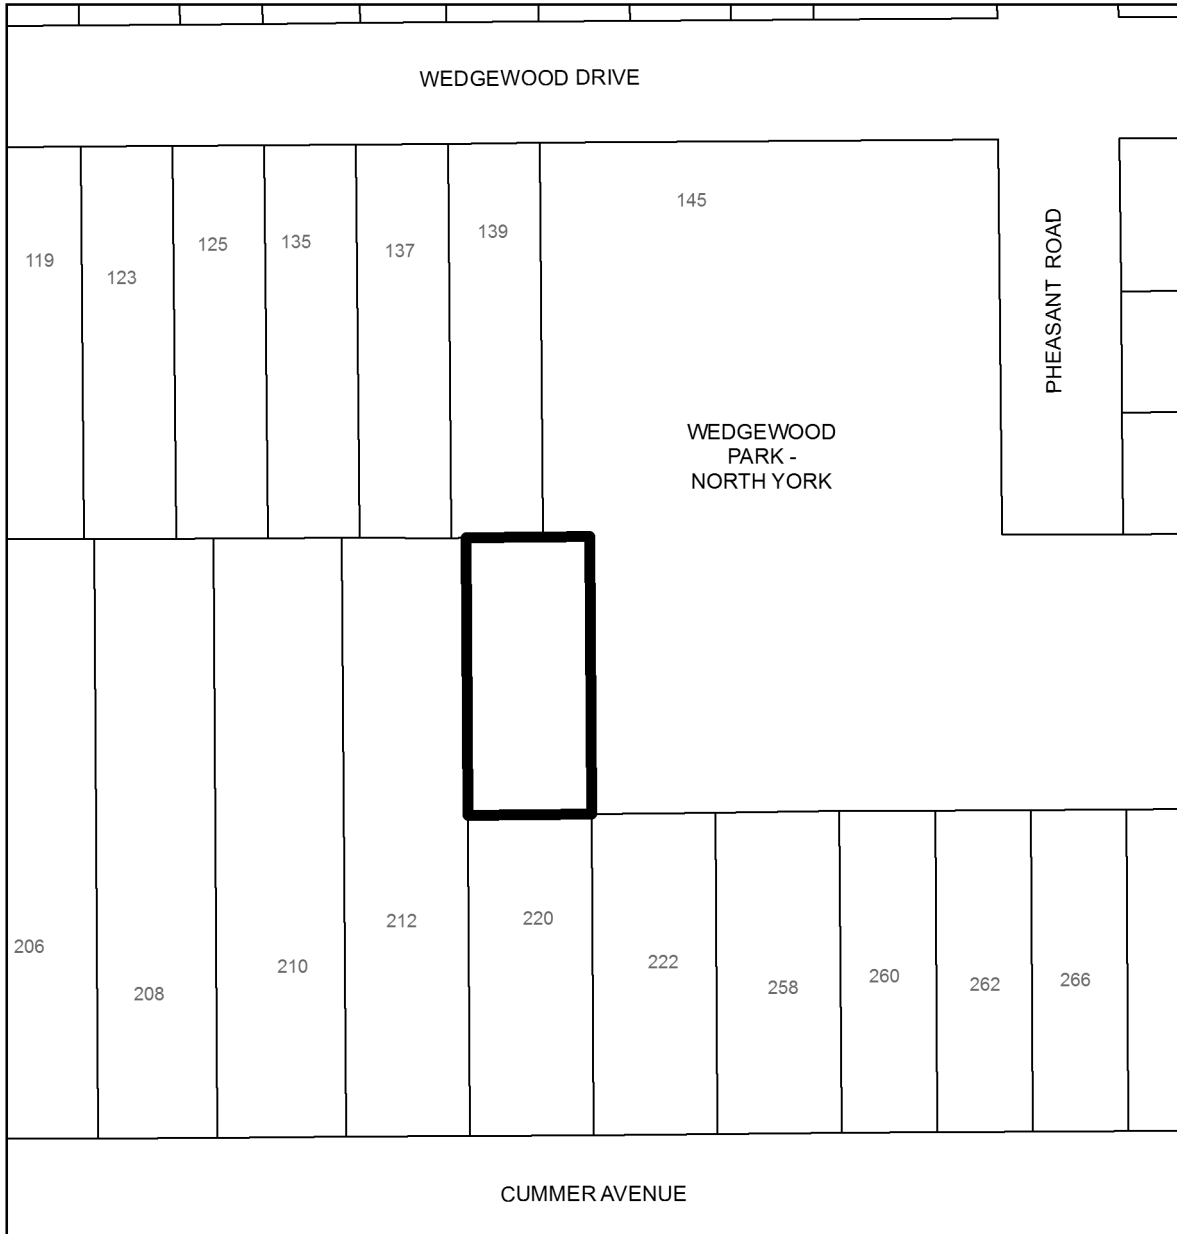 WEDGEWOOD DRIVE
145
139
125
135
137
119
123
PHEASANT ROAD
WEDGEWOOD
PARK -
NORTH YORK
212
220
206
210
208
222
258
260
262
266
CUMMER AVENUE